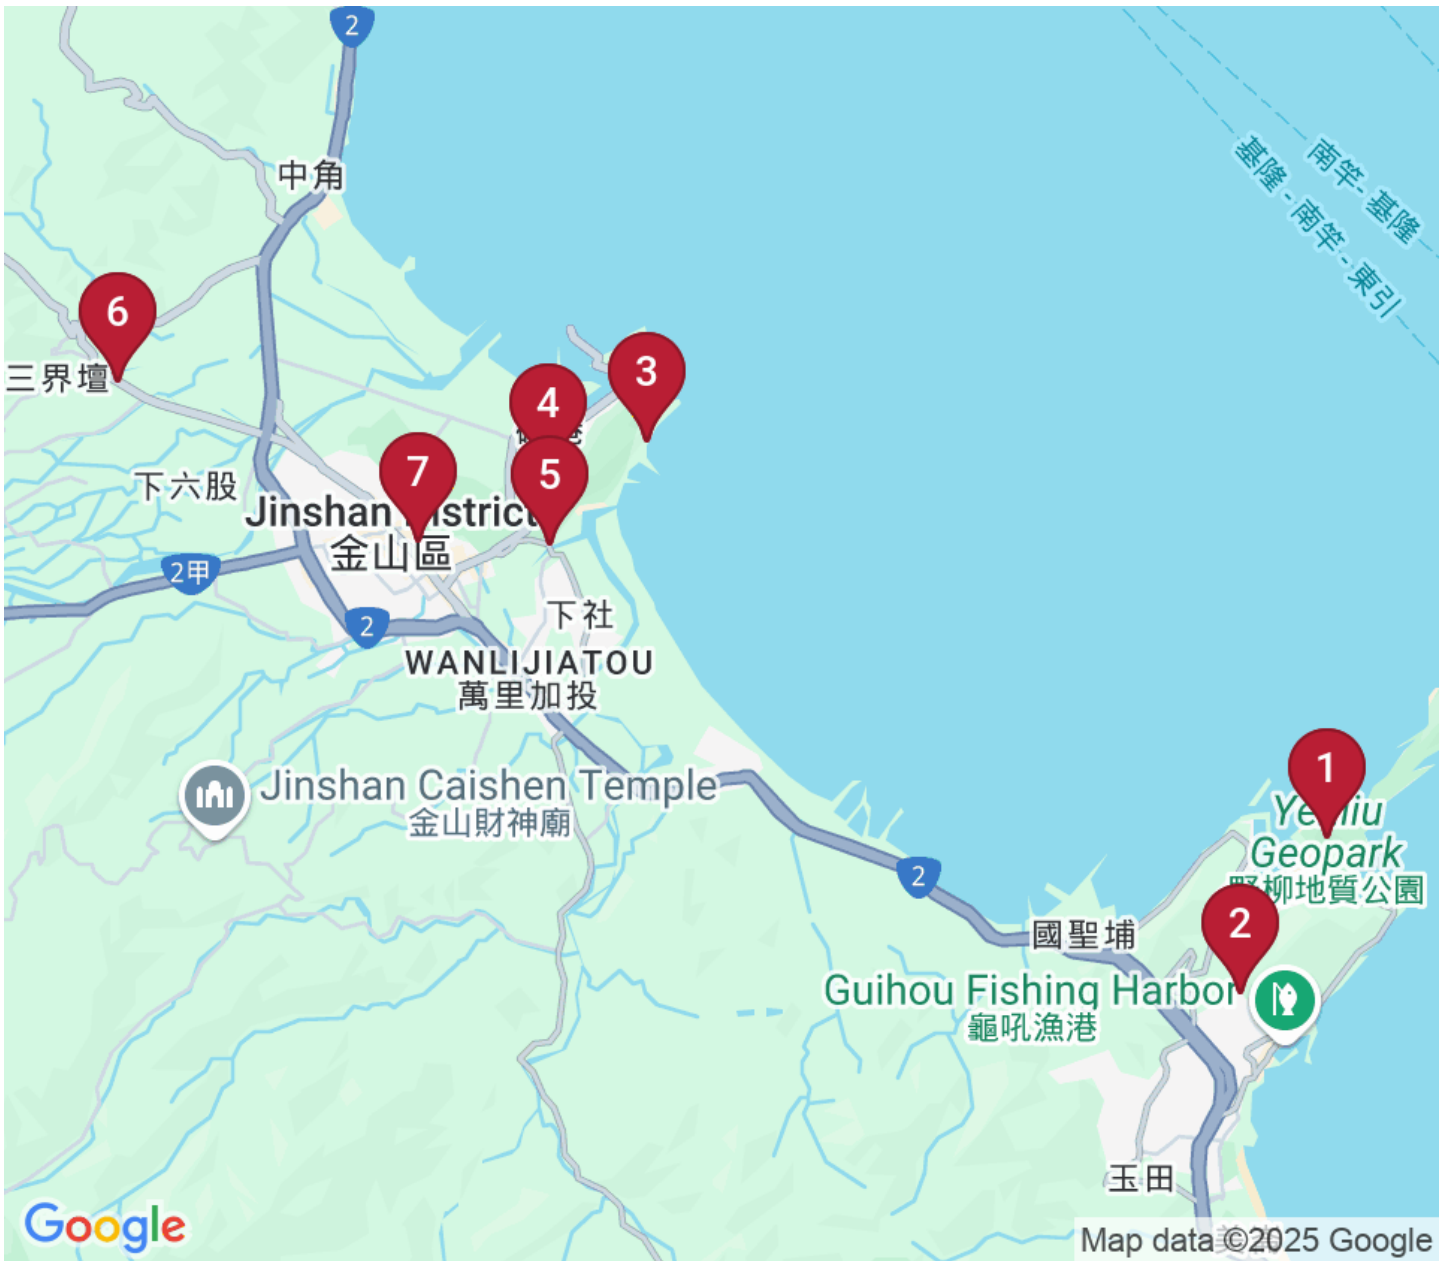 2
中角
南竿- 基隆
基隆 - 南竿 - 東引
6
三界壇
3
4
港
下六股
7
5
Jinshan District
金山區
2甲
下社
2
WANLIJIATOU
萬里加投
Jinshan Caishen Temple
金山財神廟
1
Yehliu
Geopark
野柳地質公園
2
2
國聖埔
Guihou Fishing Harbor
龜吼漁港
玉田
Google
Map data ©2025 Google